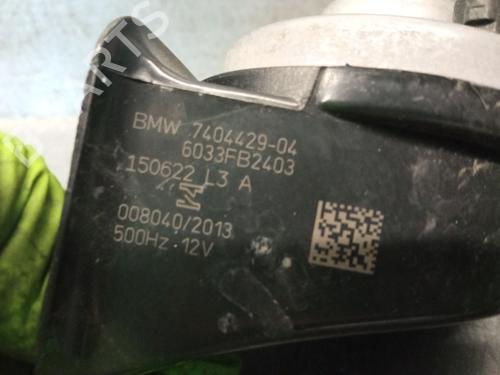 BMW 7404429-04
6033FB2403
150622 L3 A
008040/2013
500Hz · 12V